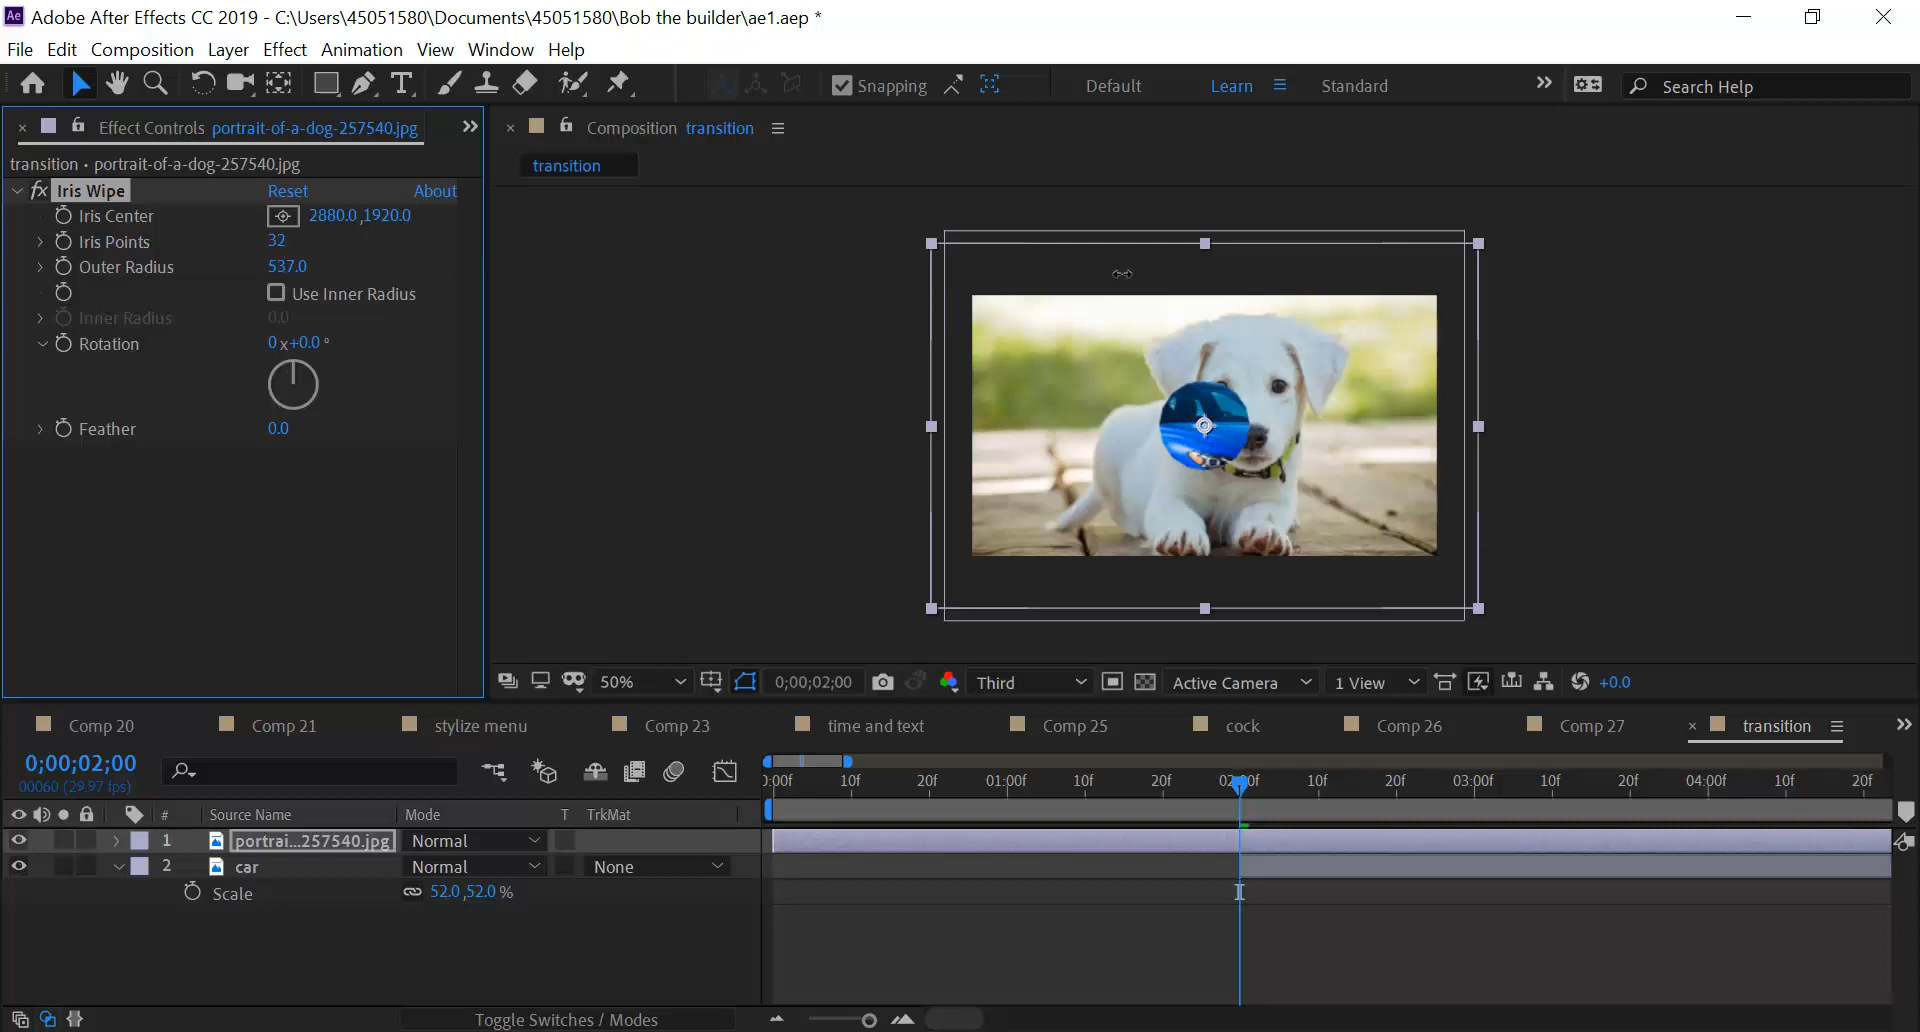 Ae Adobe After Effects CC 2019 - C:\Users\45051580\Documents\45051580\Bob the builder\ae1.aep *
File Edit Composition Layer Effect Animation View Window Help
T Snapping Default Learn Standard Search Help
Effect Controls portrait-of-a-dog-257540.jpg
Composition transition
transition • portrait-of-a-dog-257540.jpg
transition
fx Iris Wipe Reset About
Iris Center 2880.0 ,1920.0
Iris Points 32
Outer Radius 537.0
Use Inner Radius
Inner Radius 0.0
Rotation 0 x +0.0 °
Feather 0.0
50% 0;00;02;00 Third Active Camera 1 View +0.0
Comp 20 Comp 21 stylize menu Comp 23 time and text Comp 25 cock Comp 26 Comp 27 transition
0;00;02;00
00060 (29.97 fps)
):00f 10f 20f 01:00f 10f 20f 02:00f 10f 20f 03:00f 10f 20f 04:00f 10f 20f
# Source Name Mode T TrkMat
1 portrai...257540.jpg Normal
2 car Normal None
Scale 52.0 ,52.0 %
Toggle Switches / Modes